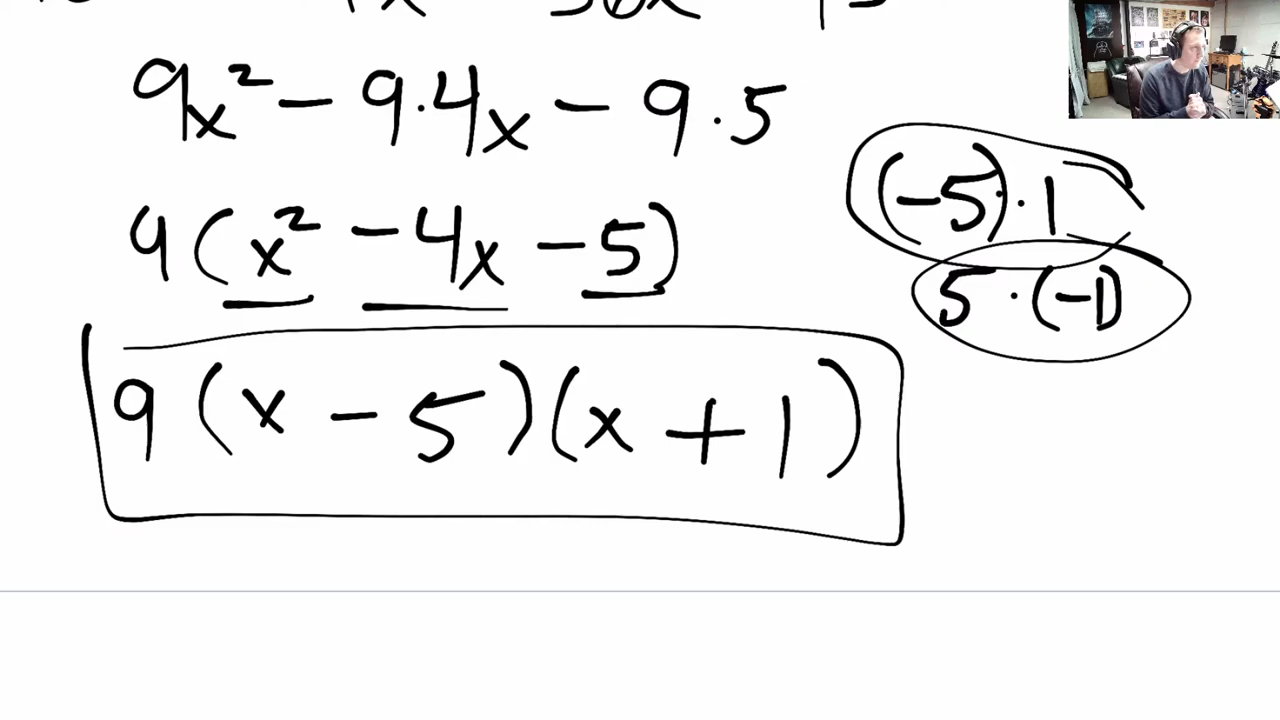 9x² - 9·4x - 9·5
9(x² - 4x - 5)
(-5)·1
5·(-1)
9(x - 5)(x + 1)